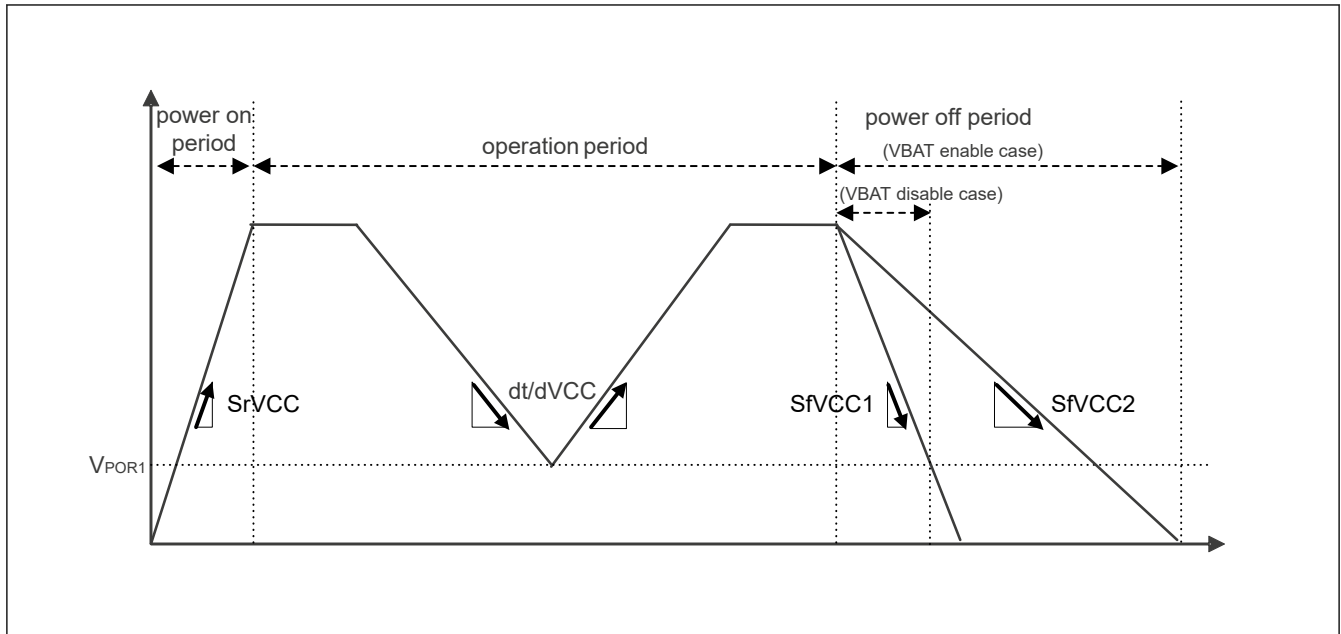 power on
period
operation period
power off period
(VBAT enable case)
(VBAT disable case)
SrVCC
dt/dVCC
SfVCC1
SfVCC2
VPOR1